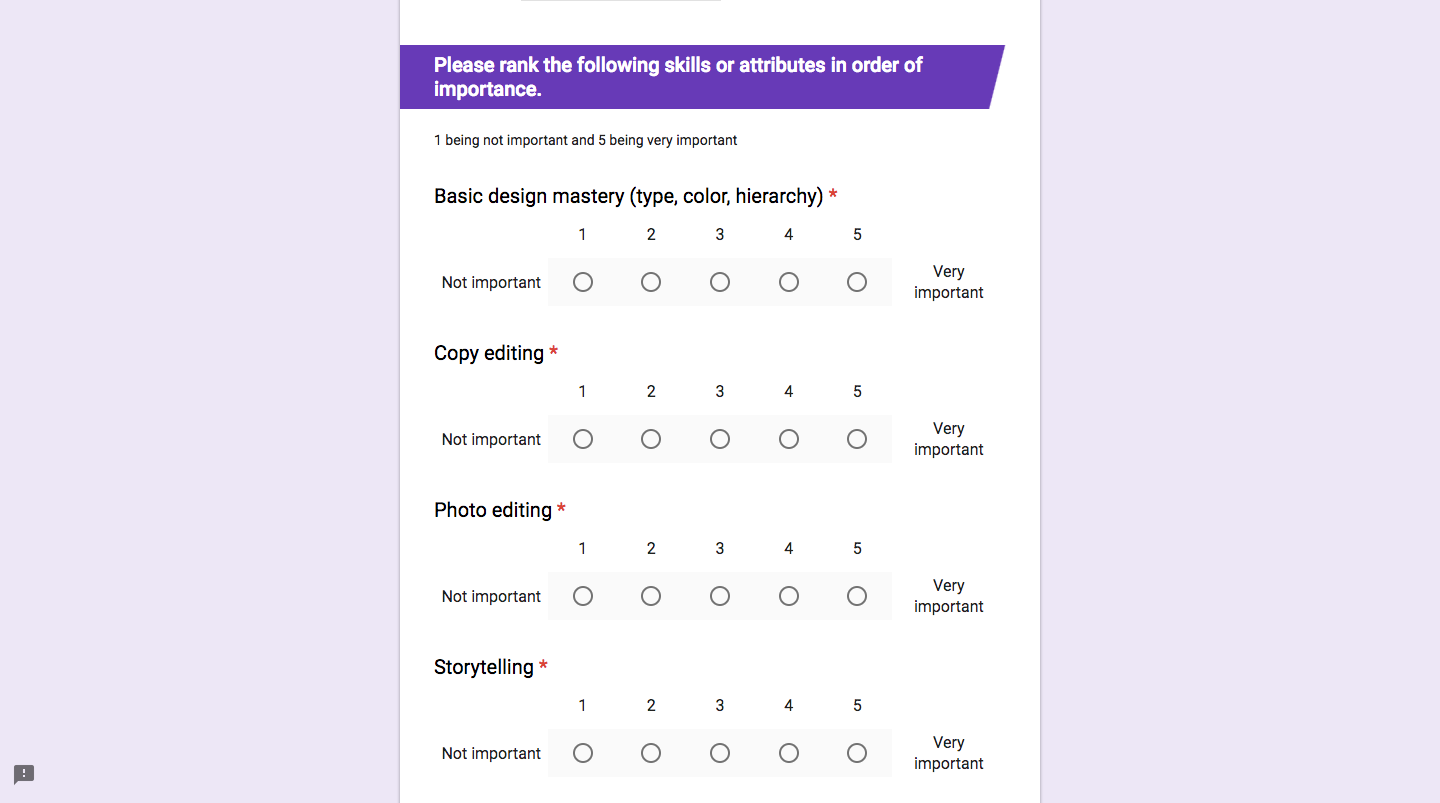 Please rank the following skills or attributes in order of
importance.
1 being not important and 5 being very important
Basic design mastery (type, color, hierarchy) *
1 2 3 4 5
Not important
Very
important
Copy editing *
1 2 3 4 5
Not important
Very
important
Photo editing *
1 2 3 4 5
Not important
Very
important
Storytelling *
1 2 3 4 5
Not important
Very
important